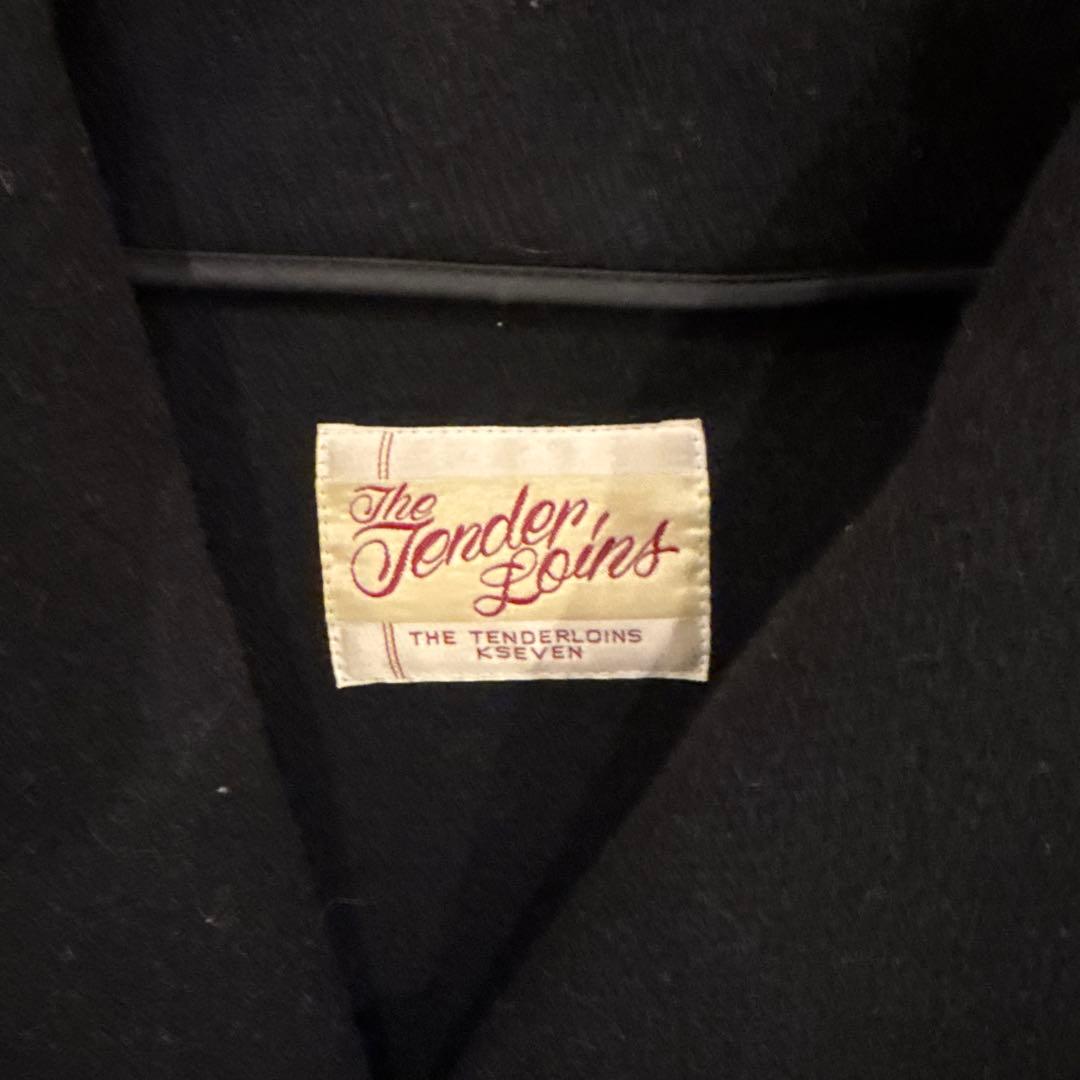 The
Tender
Loins
THE TENDERLOINS
KSEVEN